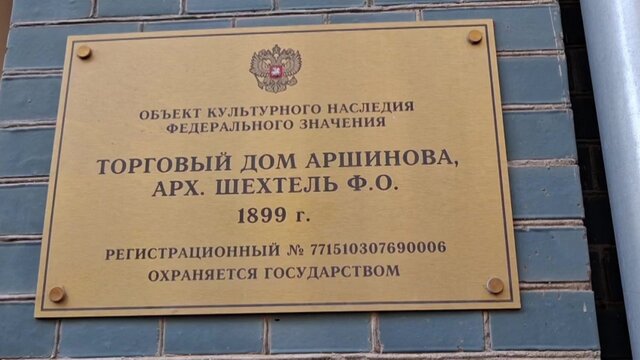 ОБЪЕКТ КУЛЬТУРНОГО НАСЛЕДИЯ
ФЕДЕРАЛЬНОГО ЗНАЧЕНИЯ
ТОРГОВЫЙ ДОМ АРШИНОВА,
АРХ. ШЕХТЕЛЬ Ф.О.
1899 г.
РЕГИСТРАЦИОННЫЙ № 771510307690006
ОХРАНЯЕТСЯ ГОСУДАРСТВОМ